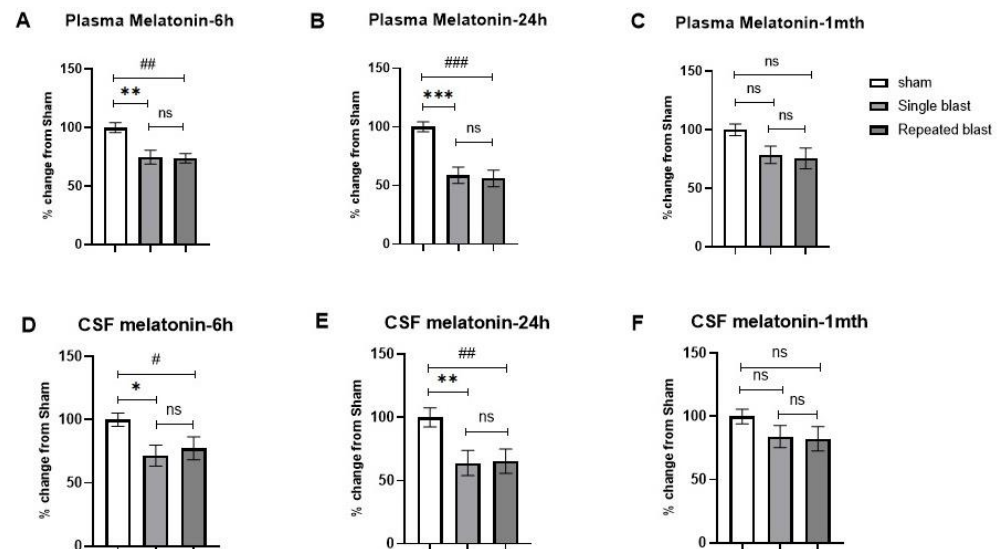 A Plasma Melatonin-6h
150
100
50
0
% change from Sham
##
**
ns
B Plasma Melatonin-24h
150
100
50
0
% change from Sham
###
***
ns
C Plasma Melatonin-1mth
150
100
50
0
%change from Sham
ns
ns
ns
sham
Single blast
Repeated blast
D CSF melatonin-6h
150
100
50
0
% change from Sham
#
*
ns
E CSF melatonin-24h
150
100
50
0
% change from Sham
##
**
ns
F CSF melatonin-1mth
150
100
50
0
% change from Sham
ns
ns
ns